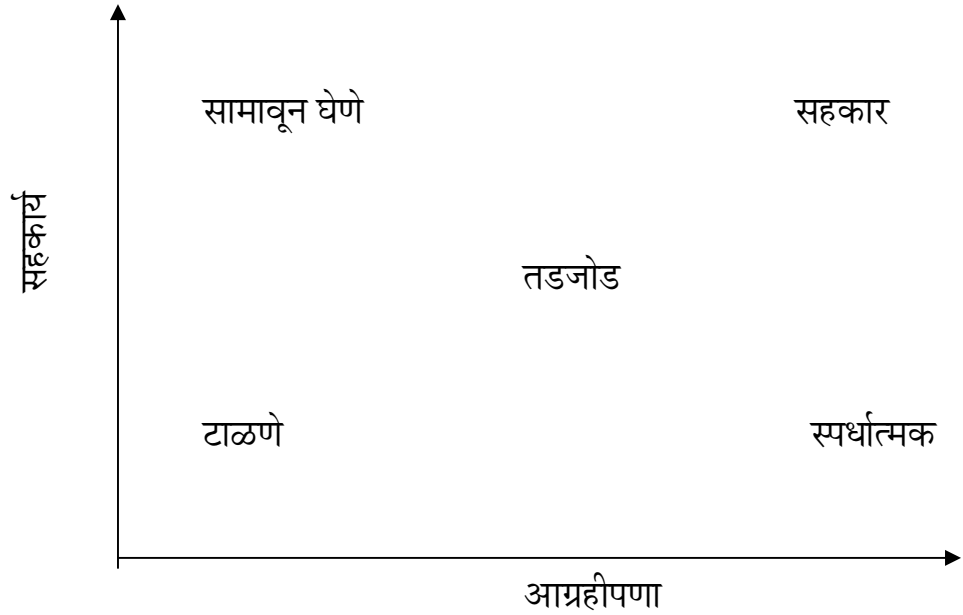 सामावून घेणे
सहकार
सहकार्य
तडजोड
टाळणे
स्पर्धात्मक
आग्रहीपणा